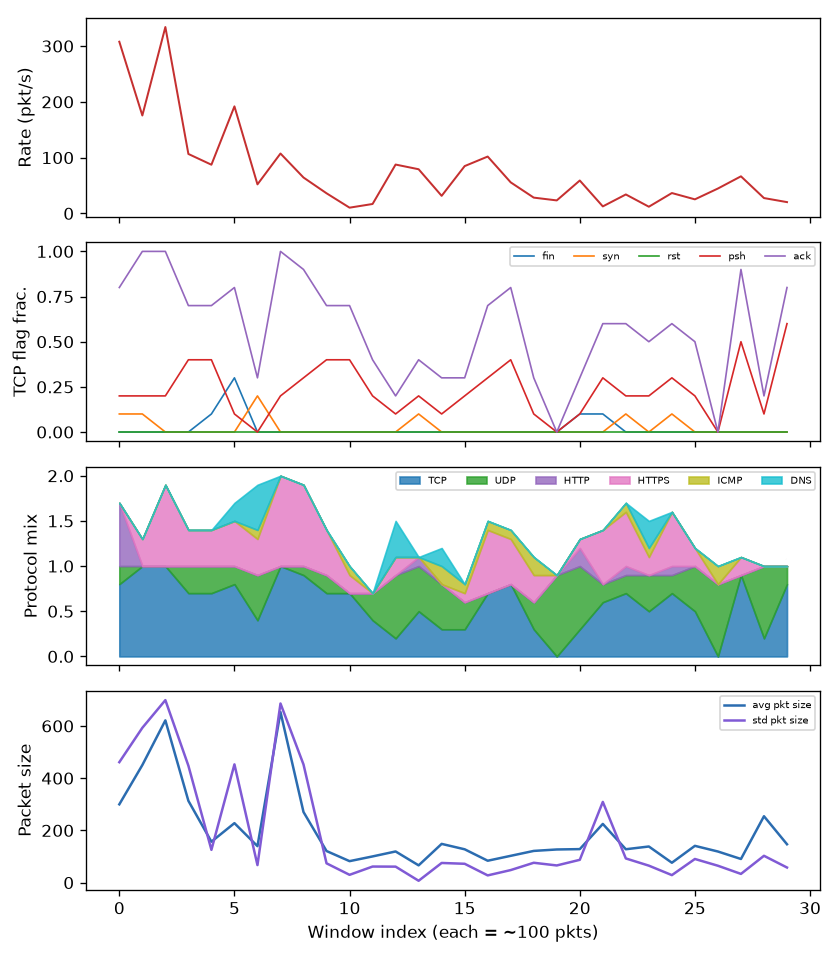 Rate (pkt/s)
300
200
100
0
TCP flag frac.
1.00
0.75
0.50
0.25
0.00
fin syn rst psh ack
Protocol mix
2.0
1.5
1.0
0.5
0.0
TCP UDP HTTP HTTPS ICMP DNS
Packet size
600
400
200
0
avg pkt size
std pkt size
0 5 10 15 20 25 30
Window index (each = ~100 pkts)